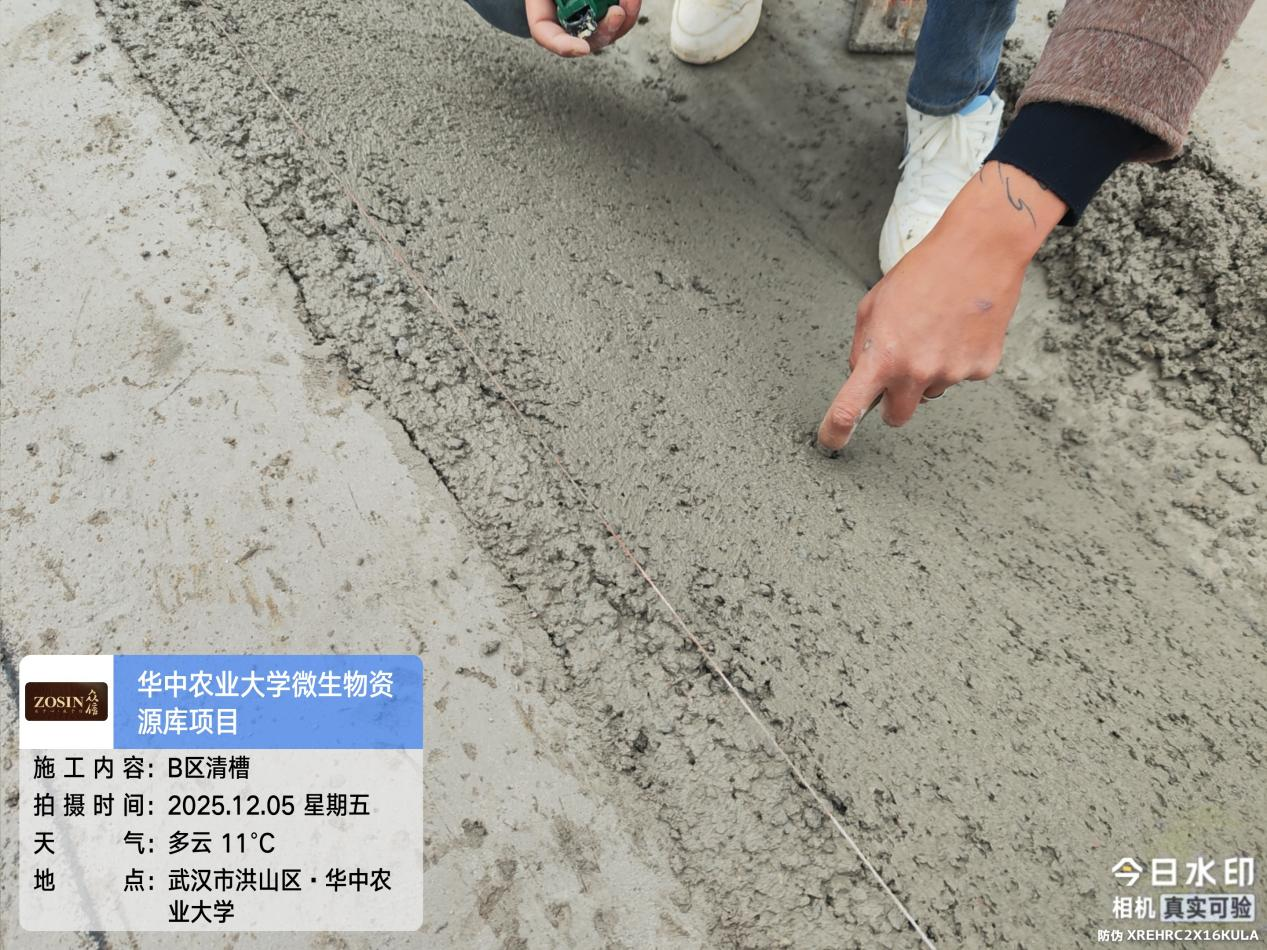 华中农业大学微生物资
源库项目
ZOSIN 众信
施工内容：B区清槽
拍摄时间：2025.12.05 星期五
天气：多云 11°C
地点：武汉市洪山区·华中农
业大学
今日水印
相机 真实可验
防伪 XREHRC2X16KULA